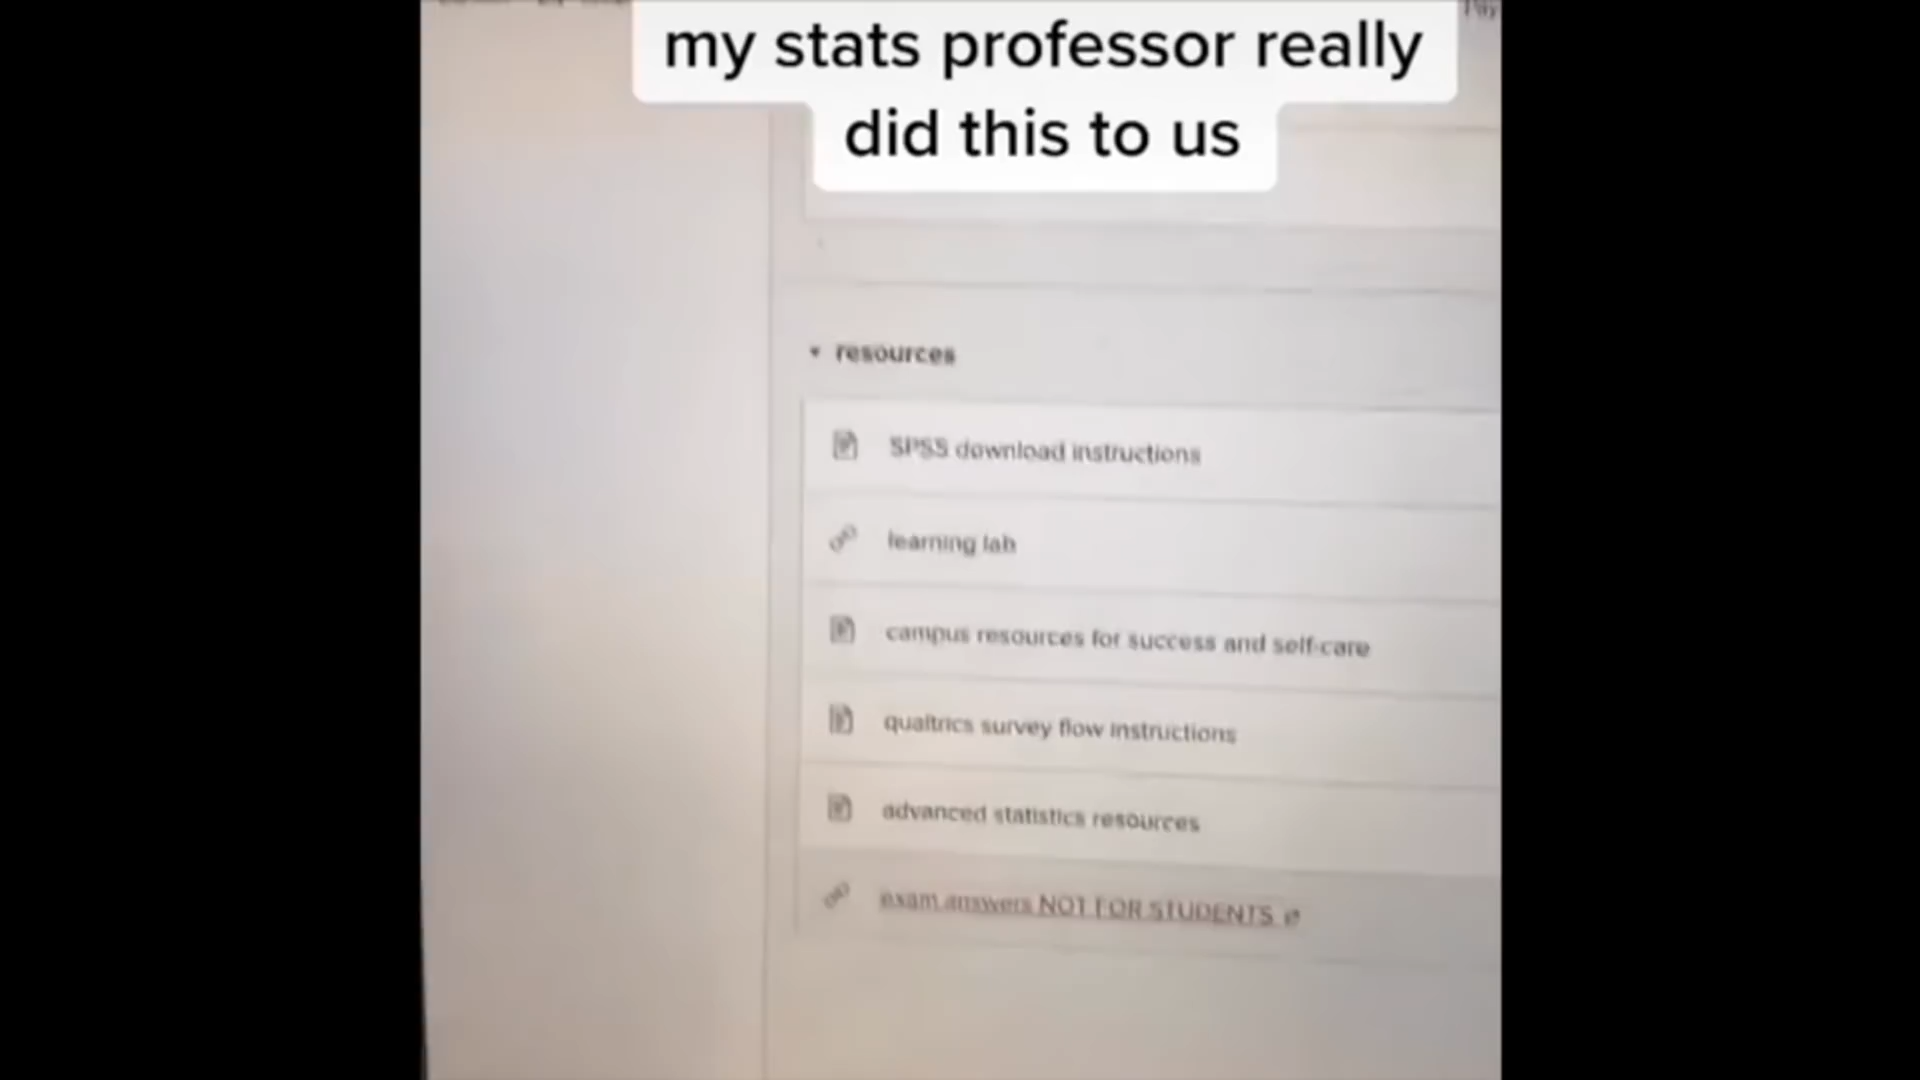 my stats professor really
did this to us
resources
SPSS download instructions
learning lab
campus resources for success and self-care
qualtrics survey flow instructions
advanced statistics resources
exam answers NOT FOR STUDENTS